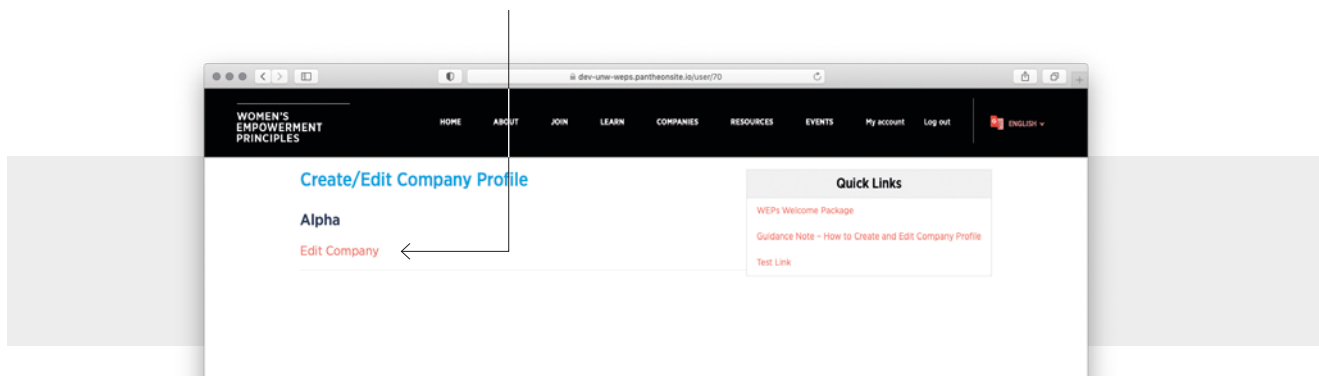 dev-unw-weps.pantheonsite.io/user/70
WOMEN'S
EMPOWERMENT
PRINCIPLES
HOME ABOUT JOIN LEARN COMPANIES RESOURCES EVENTS My account Log out ENGLISH
Create/Edit Company Profile
Alpha
Edit Company
Quick Links
WEPs Welcome Package
Guidance Note – How to Create and Edit Company Profile
Test Link